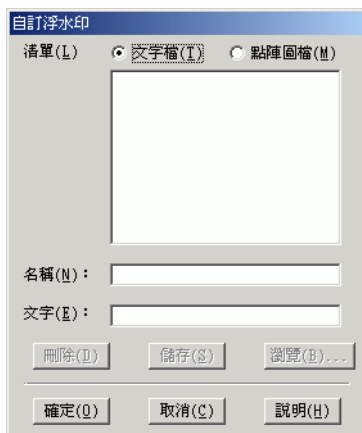 自訂浮水印
清單(L) 文字檔(T) 點陣圖檔(M)
名稱(N)：
文字(E)：
刪除(D) 儲存(S) 瀏覽(B)...
確定(O) 取消(C) 說明(H)